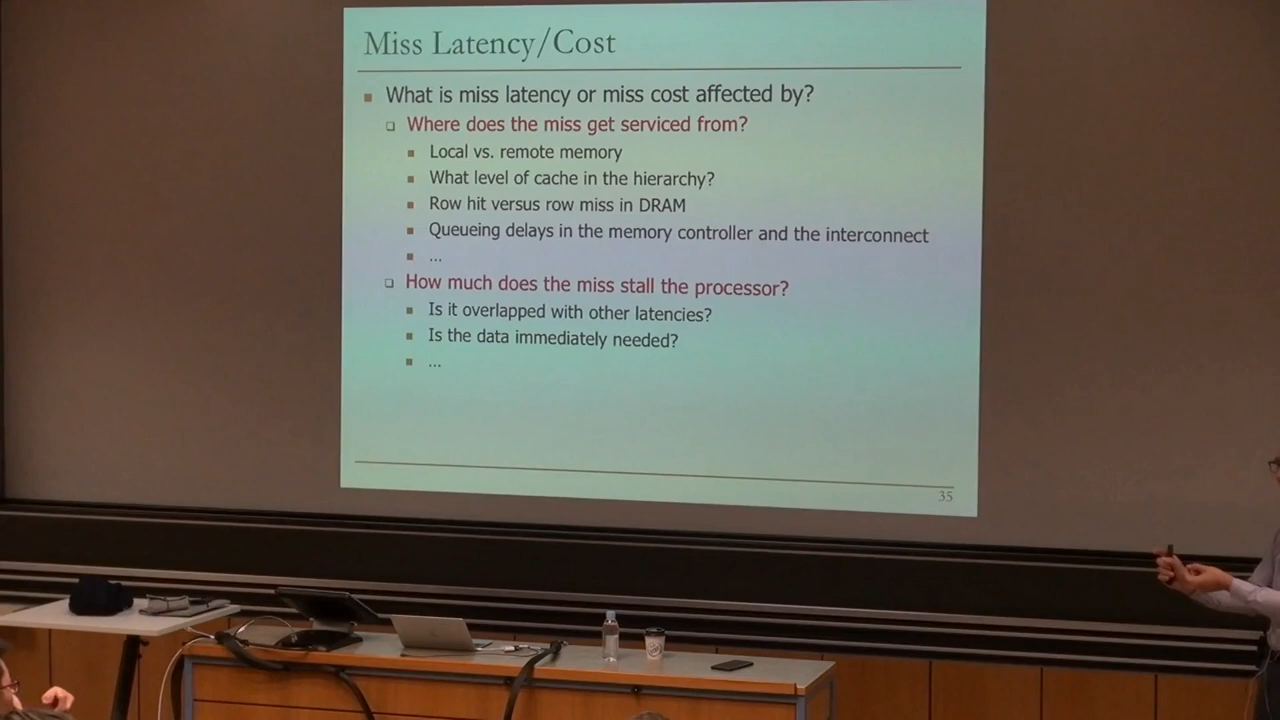 Miss Latency/Cost
What is miss latency or miss cost affected by?
Where does the miss get serviced from?
Local vs. remote memory
What level of cache in the hierarchy?
Row hit versus row miss in DRAM
Queueing delays in the memory controller and the interconnect
...
How much does the miss stall the processor?
Is it overlapped with other latencies?
Is the data immediately needed?
...
35